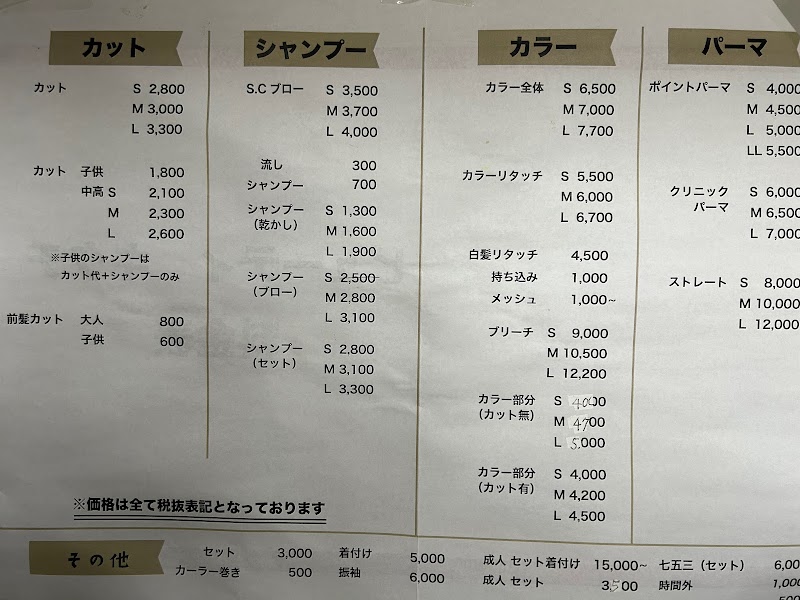 カット
カット S 2,800
M 3,000
L 3,300
カット 子供 1,800
中高 S 2,100
M 2,300
L 2,600
※子供のシャンプーは
カット代+シャンプーのみ
前髪カット 大人 800
子供 600
シャンプー
S.C ブロー S 3,500
M 3,700
L 4,000
流し 300
シャンプー 700
シャンプー S 1,300
(乾かし) M 1,600
L 1,900
シャンプー S 2,500
(ブロー) M 2,800
L 3,100
シャンプー S 2,800
(セット) M 3,100
L 3,300
カラー
カラー全体 S 6,500
M 7,000
L 7,700
カラーリタッチ S 5,500
M 6,000
L 6,700
白髪リタッチ 4,500
持ち込み 1,000
メッシュ 1,000~
ブリーチ S 9,000
M 10,500
L 12,200
カラー部分 S 4000
(カット無) M 4700
L 5,000
カラー部分 S 4,000
(カット有) M 4,200
L 4,500
パーマ
ポイントパーマ S 4,000
M 4,500
L 5,000
LL 5,500
クリニック S 6,000
パーマ M 6,500
L 7,000
ストレート S 8,000
M 10,000
L 12,000
※価格は全て税抜表記となっております
その他
セット 3,000 着付け 5,000 成人 セット着付け 15,000~ 七五三(セット) 6,00
カーラー巻き 500 振袖 6,000 成人 セット 3,500 時間外 1,000